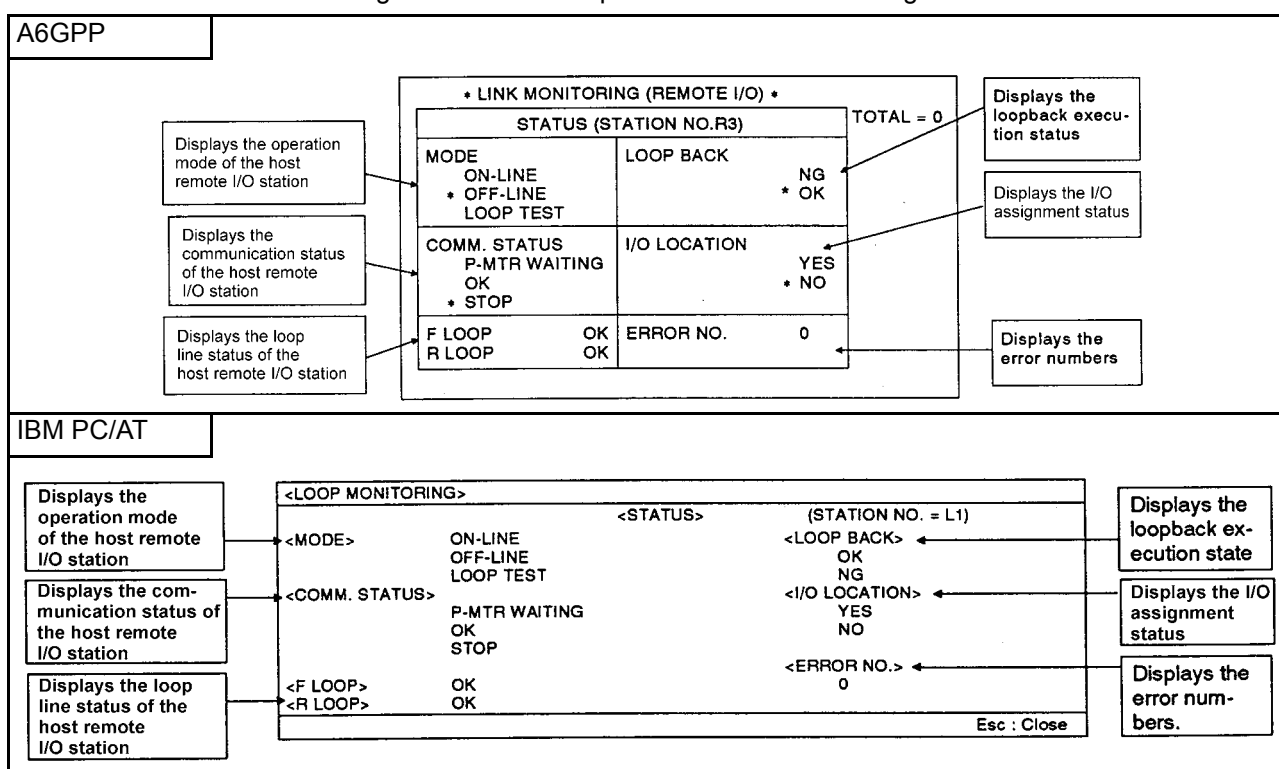 A6GPP
* LINK MONITORING (REMOTE I/O) *
STATUS (STATION NO.R3)
TOTAL = 0
MODE
ON-LINE
* OFF-LINE
LOOP TEST
LOOP BACK
NG
* OK
COMM. STATUS
P-MTR WAITING
OK
* STOP
I/O LOCATION
YES
* NO
F LOOP OK
R LOOP OK
ERROR NO. 0
Displays the operation
mode of the host
remote I/O station
Displays the
communication status
of the host remote
I/O station
Displays the loop
line status of the
host remote I/O station
Displays the
loopback execu-
tion status
Displays the I/O
assignment status
Displays the
error numbers
IBM PC/AT
Displays the
operation mode
of the host remote
I/O station
Displays the com-
munication status of
the host remote
I/O station
Displays the loop
line status of the
host remote
I/O station
<LOOP MONITORING>
<STATUS> (STATION NO. = L1)
<MODE> ON-LINE
OFF-LINE
LOOP TEST
<COMM. STATUS>
P-MTR WAITING
OK
STOP
<F LOOP> OK
<R LOOP> OK
<LOOP BACK>
OK
NG
<I/O LOCATION>
YES
NO
<ERROR NO.>
0
Esc : Close
Displays the
loopback ex-
ecution state
Displays the I/O
assignment
status
Displays the
error num-
bers.